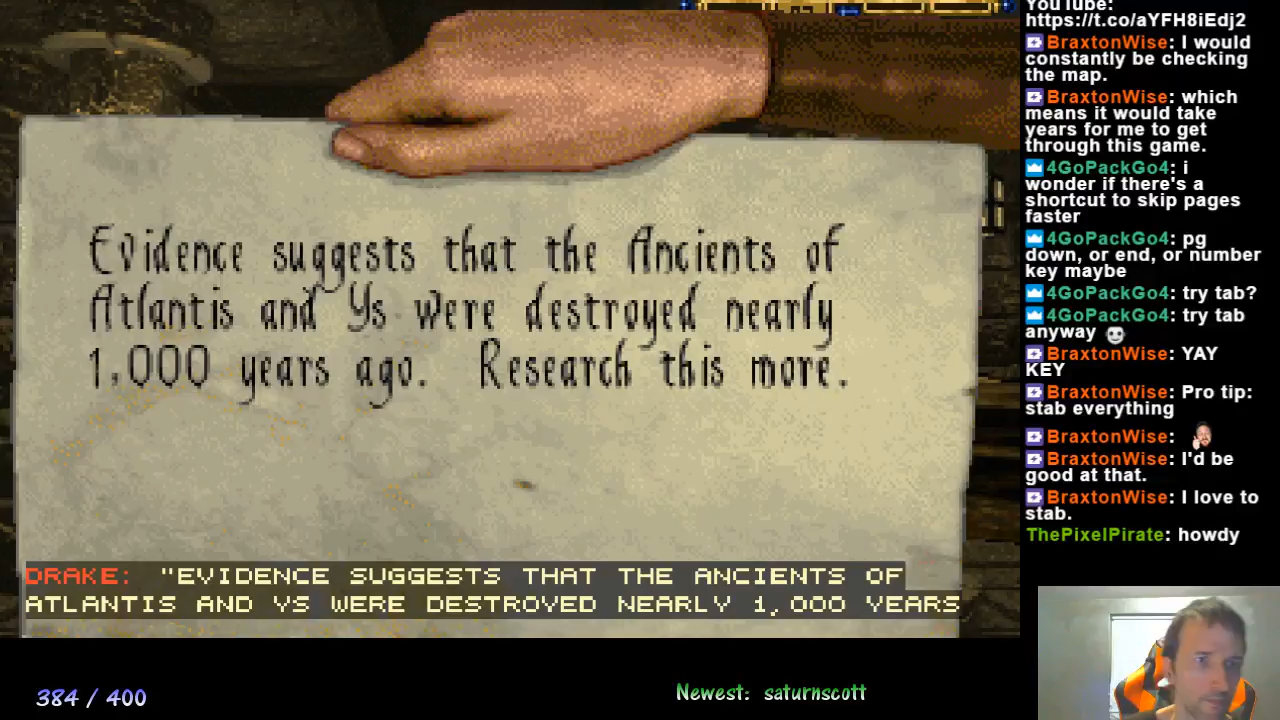 Evidence suggests that the Ancients of
Atlantis and Ys were destroyed nearly
1,000 years ago. Research this more.
DRAKE: "EVIDENCE SUGGESTS THAT THE ANCIENTS OF
ATLANTIS AND YS WERE DESTROYED NEARLY 1,000 YEARS
384 / 400
Newest: saturnscott
YouTube:
https://t.co/aYFH8iEdj2
BraxtonWise: I would
constantly be checking
the map.
BraxtonWise: which
means it would take
years for me to get
through this game.
4GoPackGo4: i
wonder if there's a
shortcut to skip pages
faster
4GoPackGo4: pg
down, or end, or number
key maybe
4GoPackGo4: try tab?
4GoPackGo4: try tab
anyway
BraxtonWise: YAY
KEY
BraxtonWise: Pro tip:
stab everything
BraxtonWise:
BraxtonWise: I'd be
good at that.
BraxtonWise: I love to
stab.
ThePixelPirate: howdy